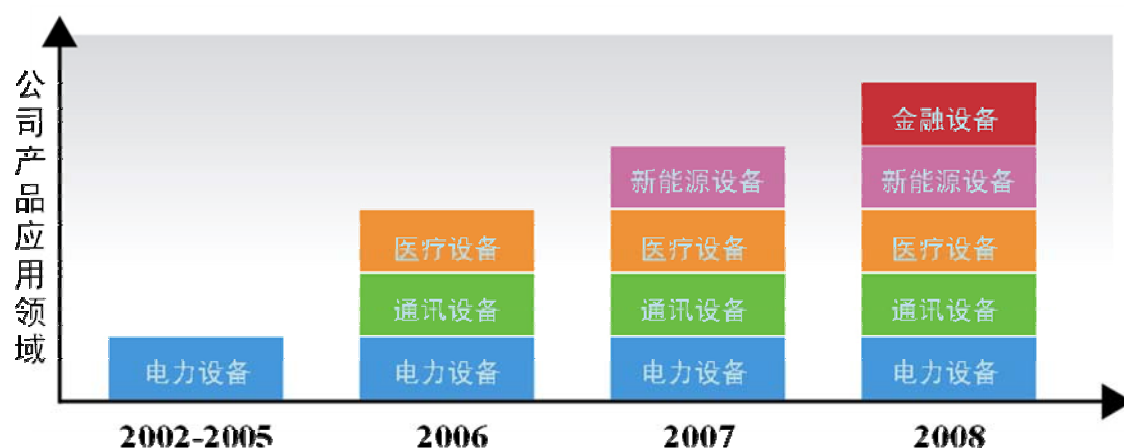 公司产品应用领域
金融设备
新能源设备
新能源设备
医疗设备
医疗设备
医疗设备
通讯设备
通讯设备
通讯设备
电力设备
电力设备
电力设备
电力设备
2002-2005
2006
2007
2008